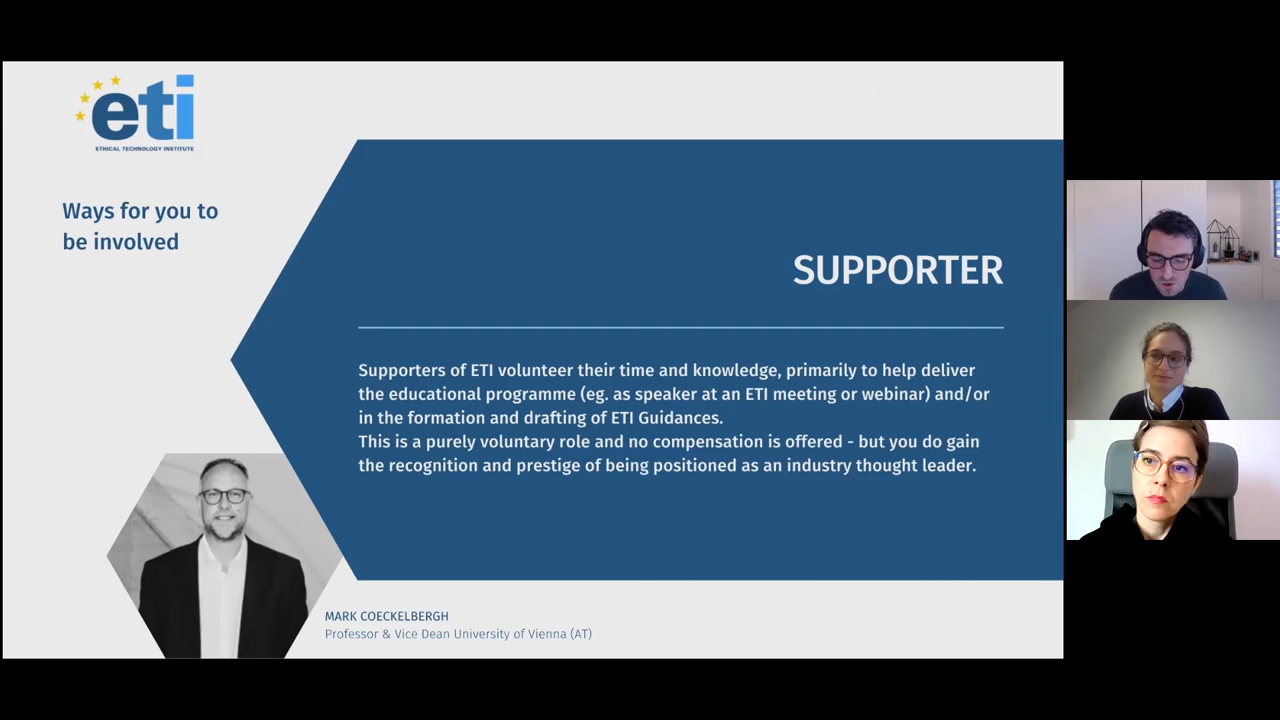 eti
ETHICAL TECHNOLOGY INSTITUTE
Ways for you to
be involved
SUPPORTER
Supporters of ETI volunteer their time and knowledge, primarily to help deliver
the educational programme (eg. as speaker at an ETI meeting or webinar) and/or
in the formation and drafting of ETI Guidances.
This is a purely voluntary role and no compensation is offered - but you do gain
the recognition and prestige of being positioned as an industry thought leader.
MARK COECKELBERGH
Professor & Vice Dean University of Vienna (AT)